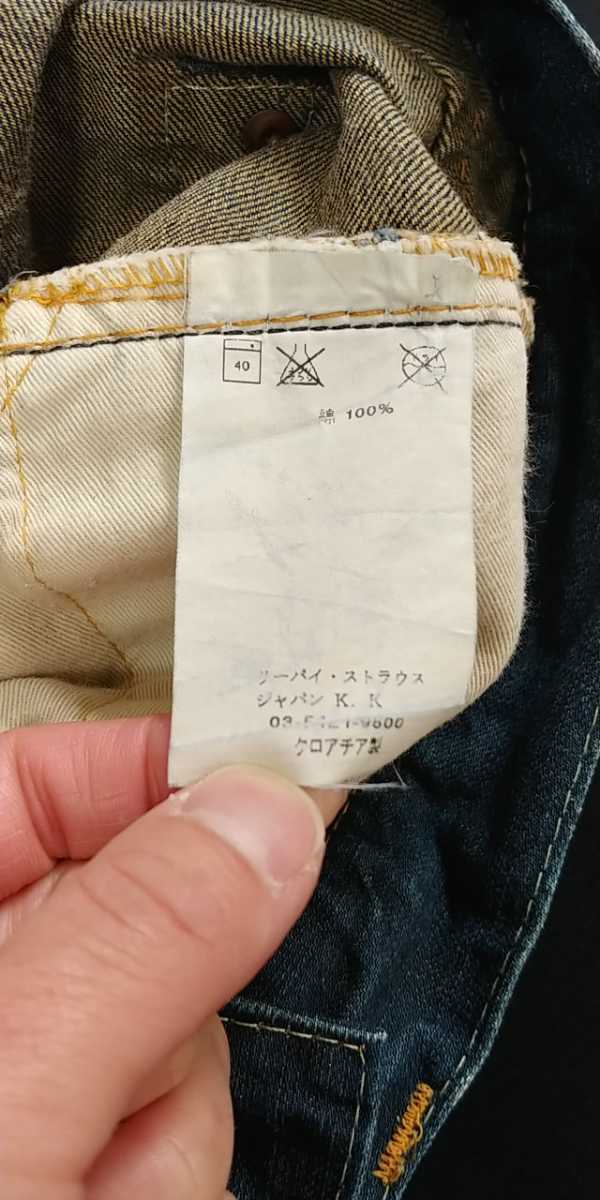 40
綿 100%
リーバイ・ストラウス
ジャパン K. K
クロアチア製